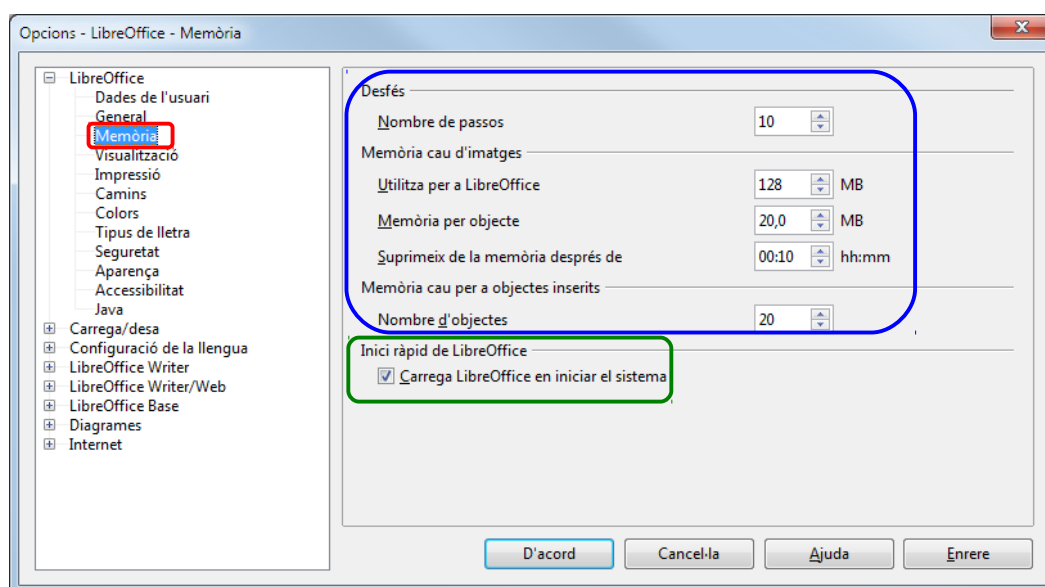 Opcions - LibreOffice - Memòria
LibreOffice
Dades de l'usuari
General
Memòria
Visualització
Impressió
Camins
Colors
Tipus de lletra
Seguretat
Aparença
Accessibilitat
Java
Carrega/desa
Configuració de la llengua
LibreOffice Writer
LibreOffice Writer/Web
LibreOffice Base
Diagrames
Internet
Desfés
Nombre de passos 10
Memòria cau d'imatges
Utilitza per a LibreOffice 128 MB
Memòria per objecte 20,0 MB
Suprimeix de la memòria després de 00:10 hh:mm
Memòria cau per a objectes inserits
Nombre d'objectes 20
Inici ràpid de LibreOffice
Carrega LibreOffice en iniciar el sistema
D'acord Cancel·la Ajuda Enrere